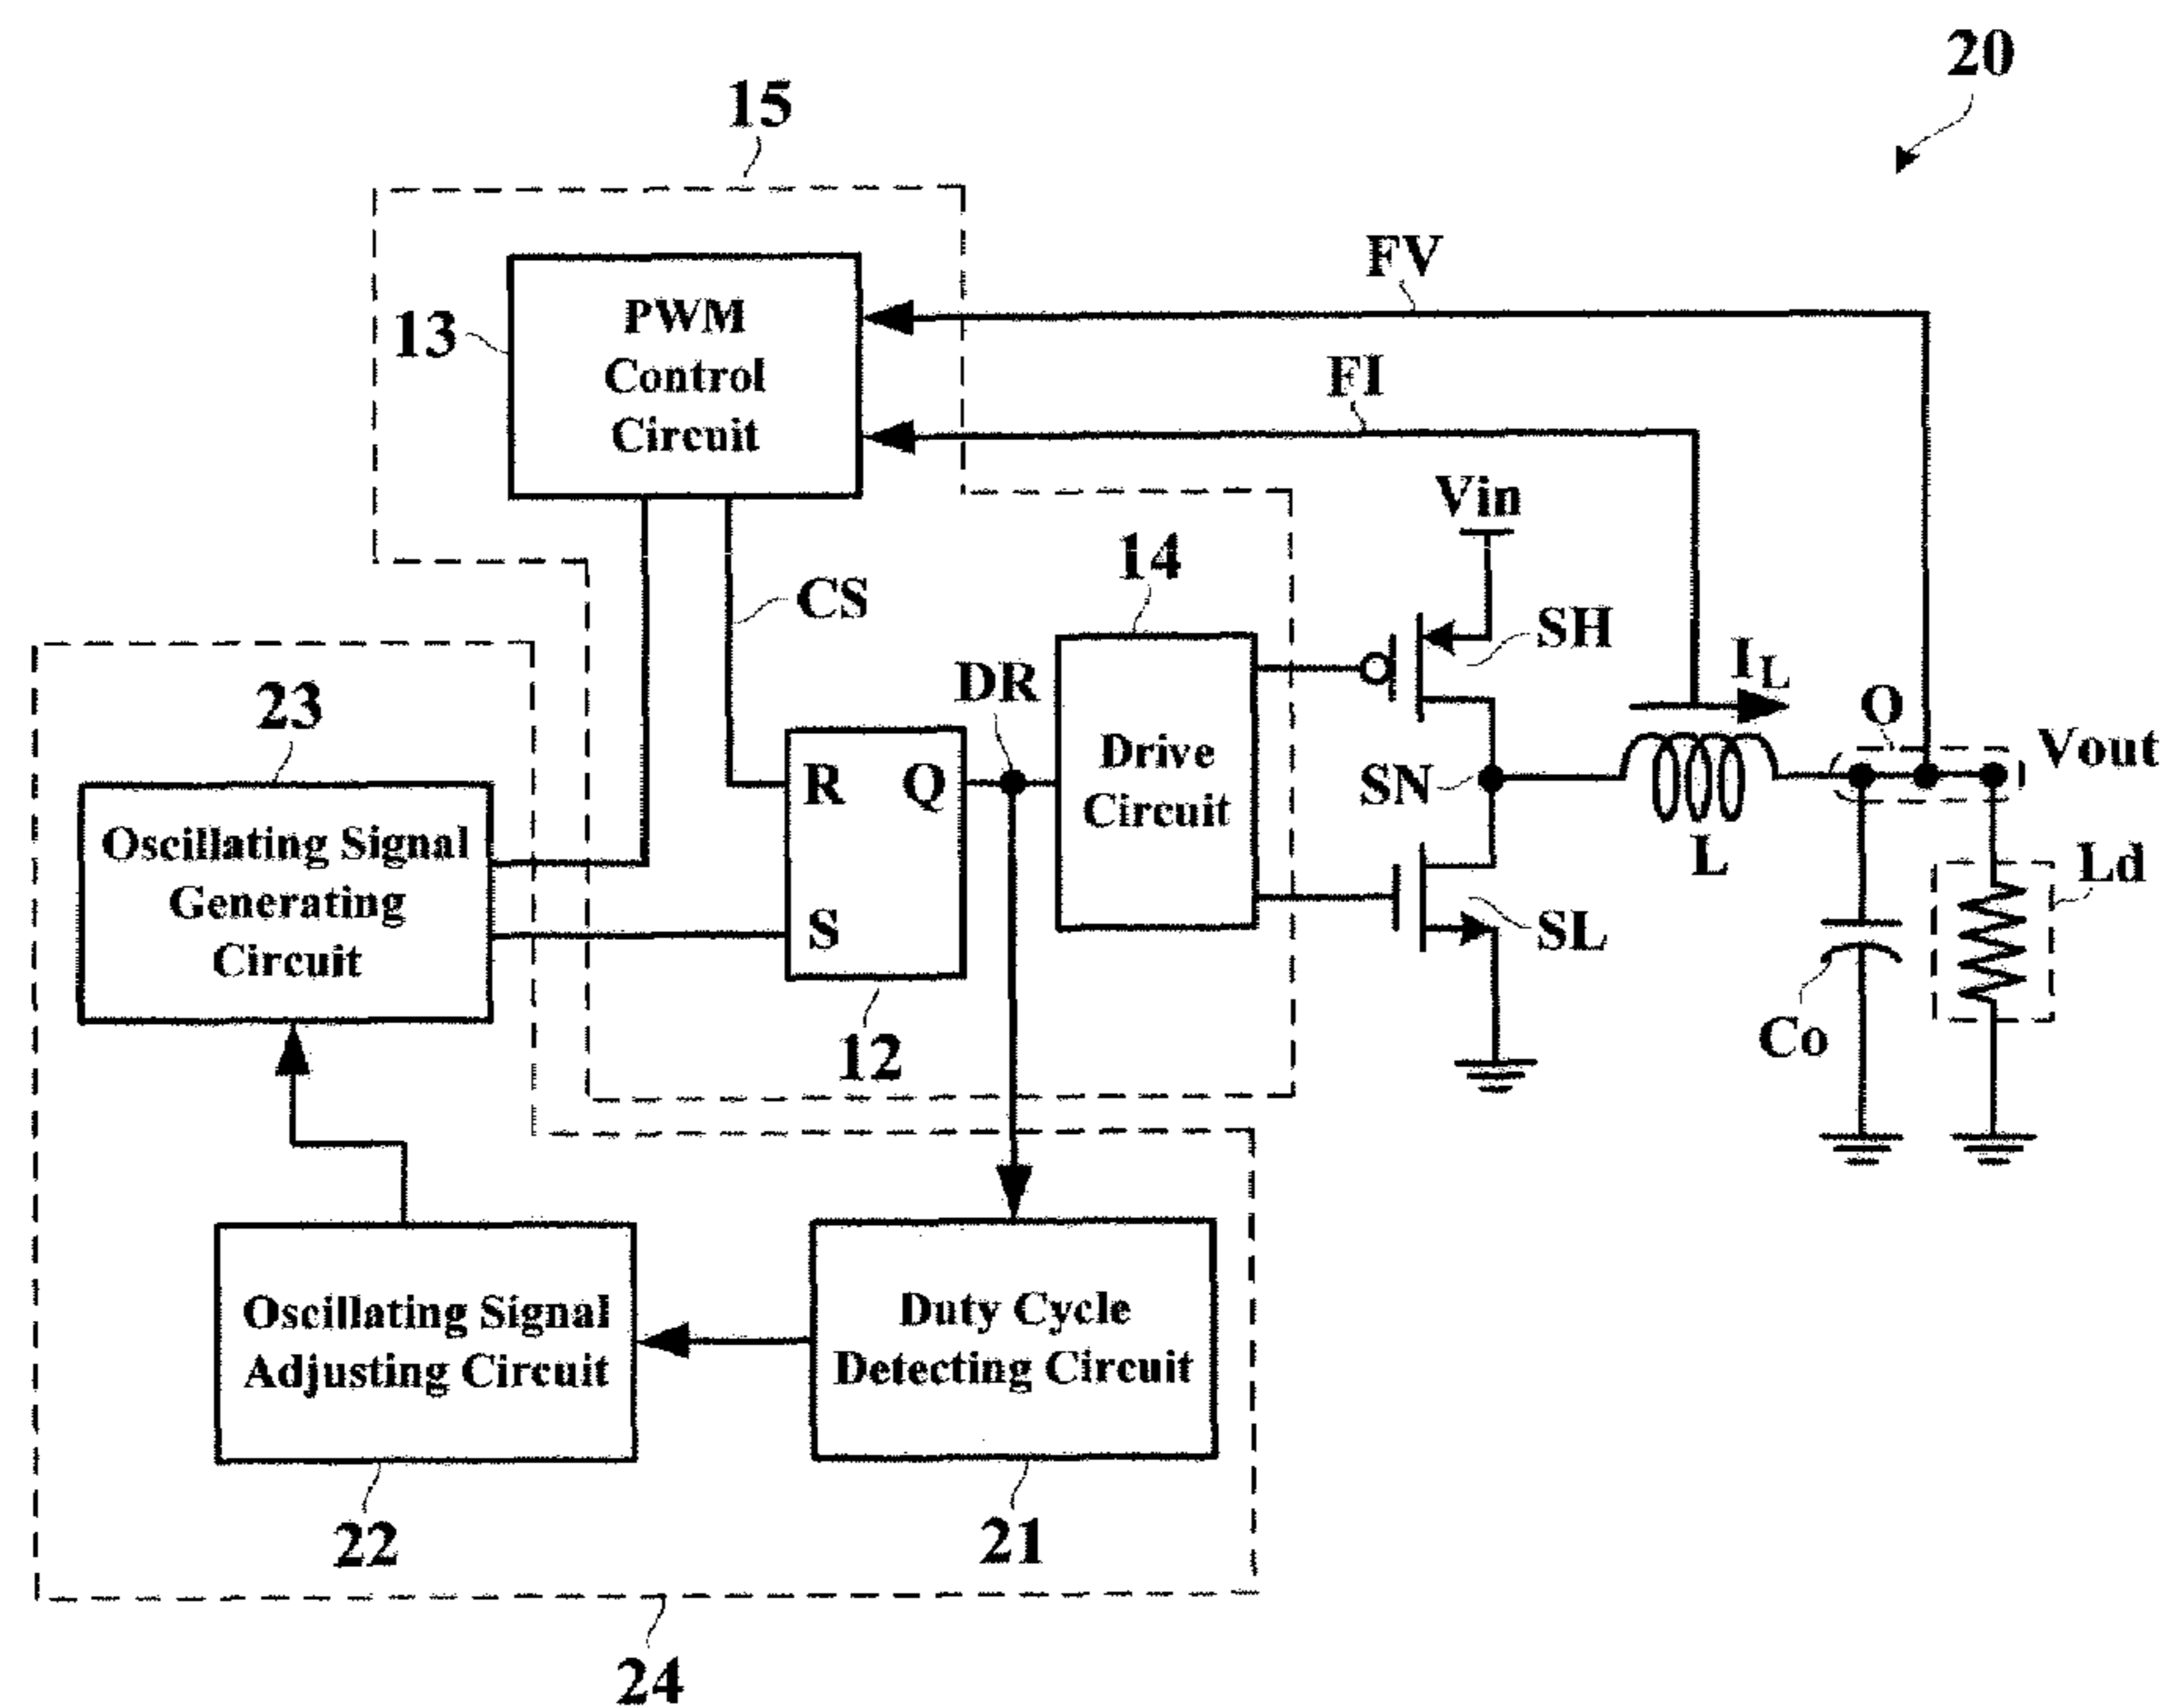 20
15
FV
13
PWM
Control
Circuit
FI
Vin
14
CS
SH
DR
I_L
23
O
Vout
Drive
Circuit
R
Q
SN
Oscillating Signal
Generating
Circuit
L
Ld
S
SL
Co
12
Oscillating Signal
Adjusting Circuit
Duty Cycle
Detecting Circuit
22
21
24